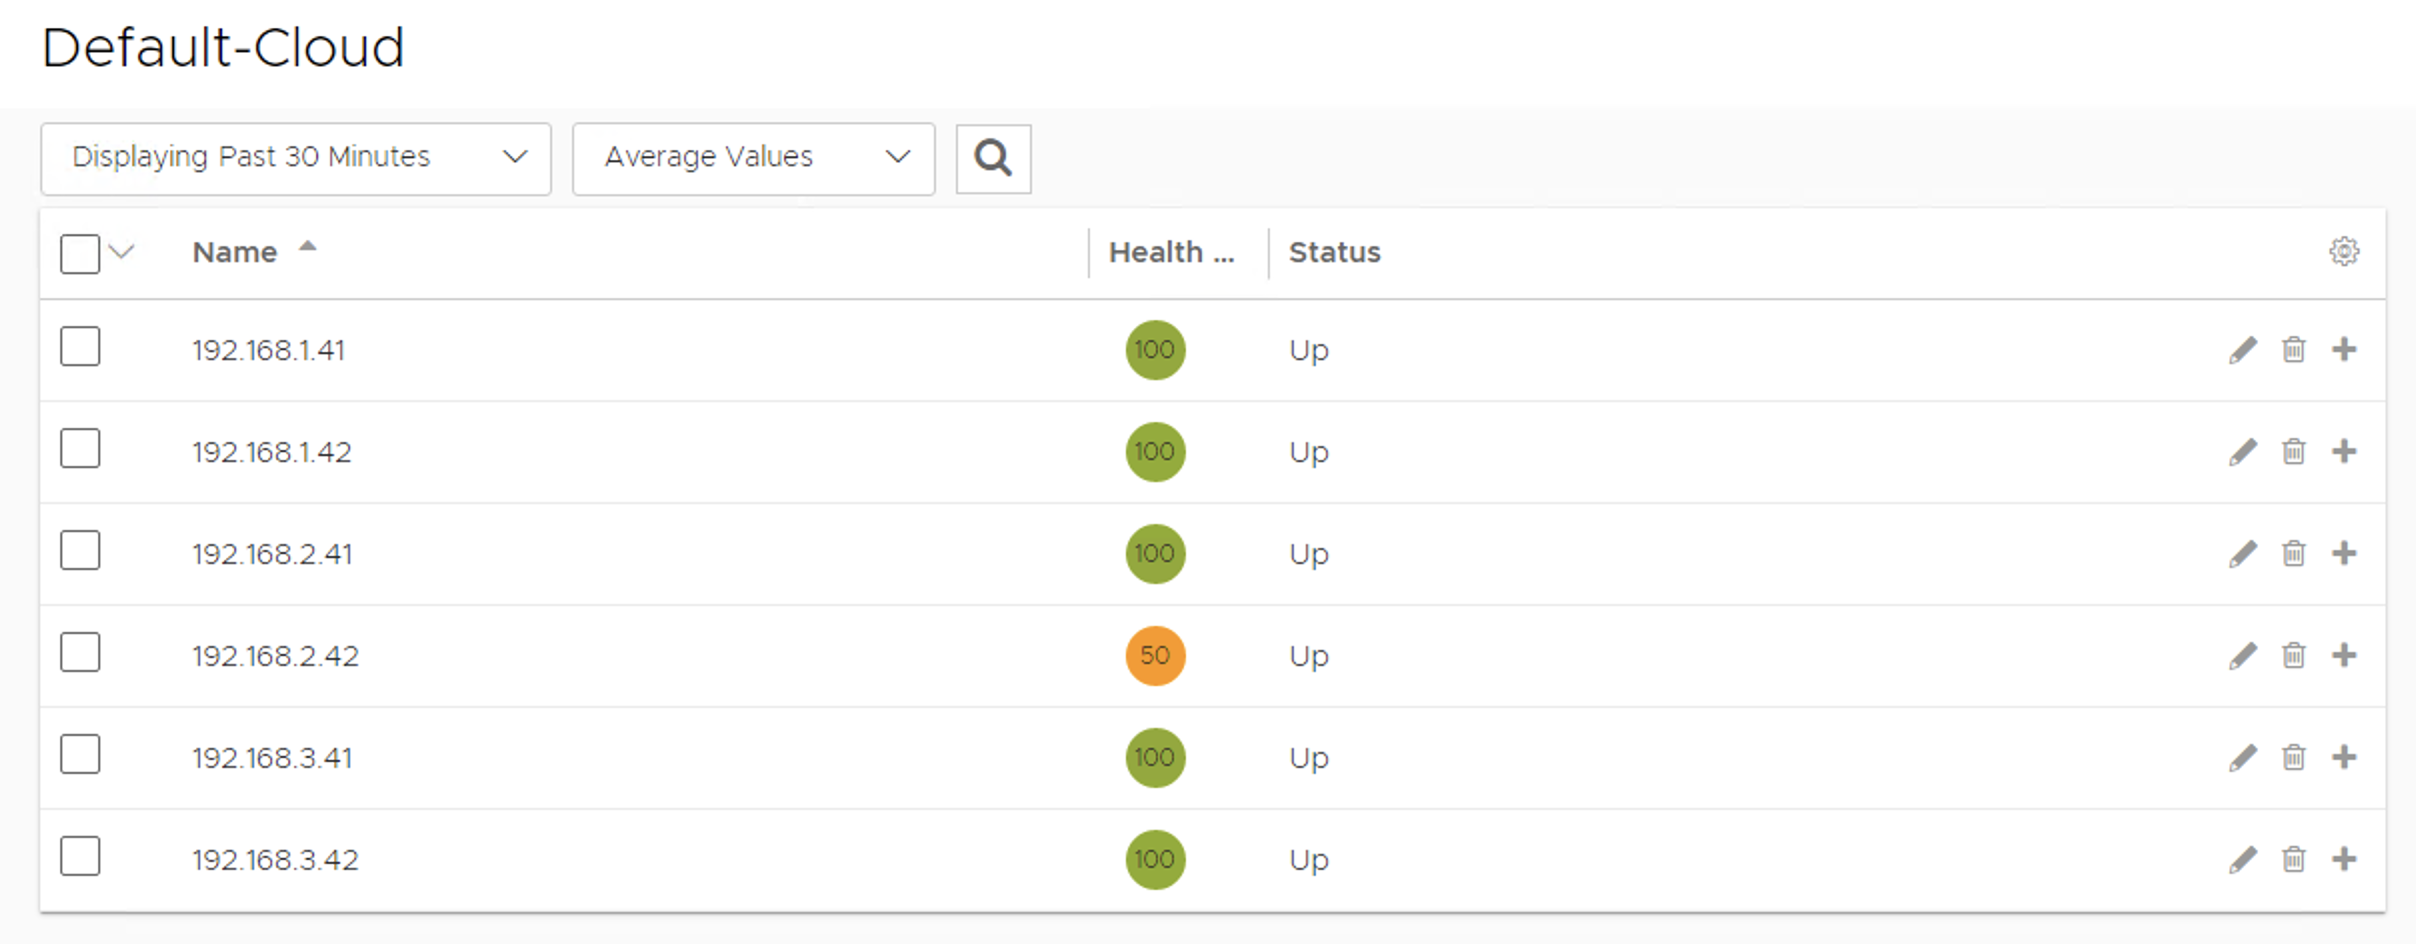 Default-Cloud
Displaying Past 30 Minutes Average Values
Name Health ... Status
192.168.1.41 100 Up
192.168.1.42 100 Up
192.168.2.41 100 Up
192.168.2.42 50 Up
192.168.3.41 100 Up
192.168.3.42 100 Up